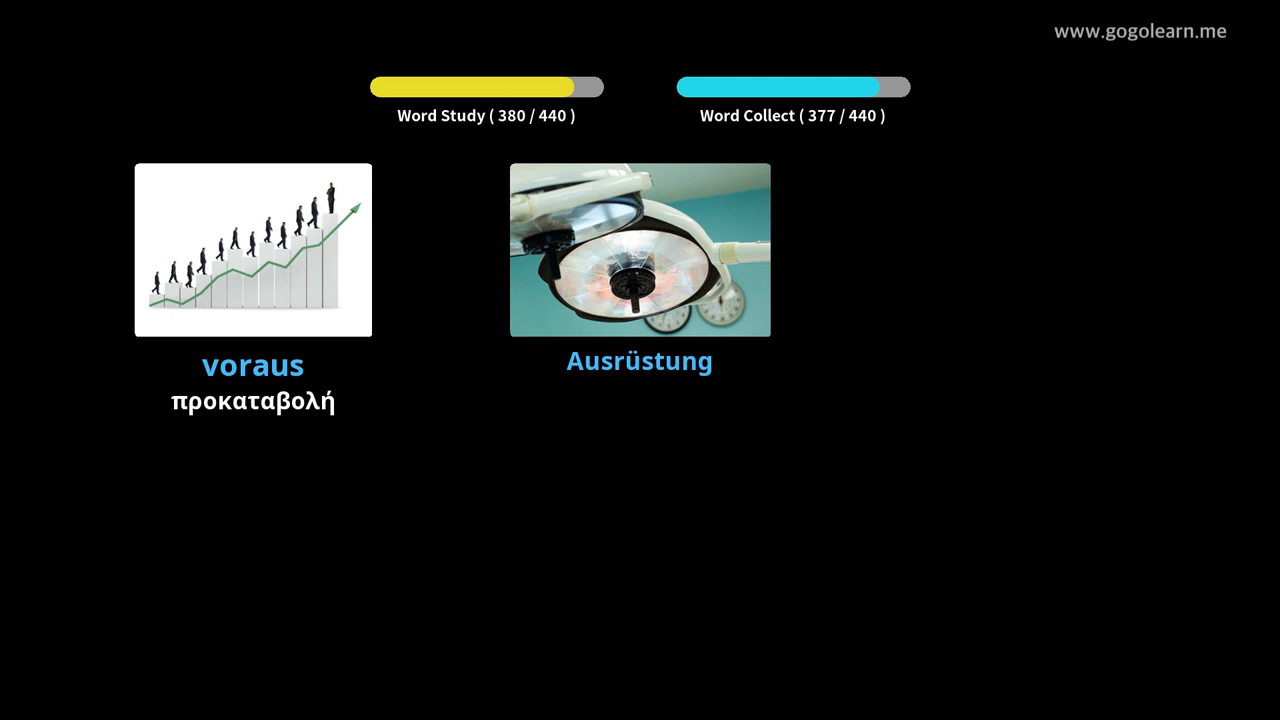 www.gogolearn.me
Word Study ( 380 / 440 )
Word Collect ( 377 / 440 )
voraus
προκαταβολή
Ausrüstung